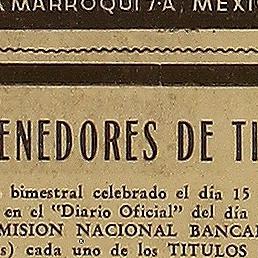 MARROQUI 7-A, MEXI
ENEDORES DE TI
bimestral celebrado el día 15
en el "Diario Oficial" del día
MISION NACIONAL BANCA
s) cada uno de los TITULOS